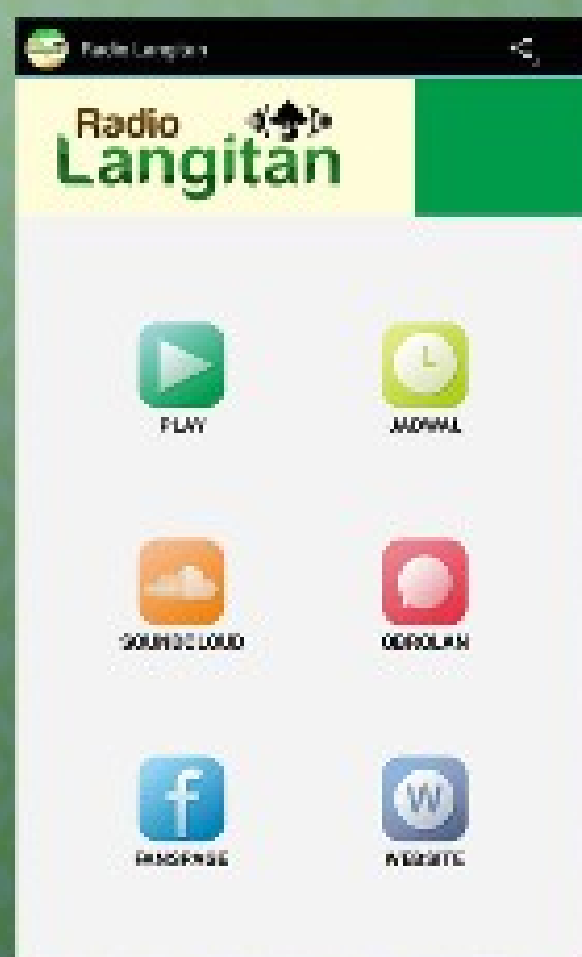 Radio Langitan
Radio
Langitan
PLAY
JADWAL
SOUNDCLOUD
OBROLAN
f
FANSPAGE
W
WEBSITE